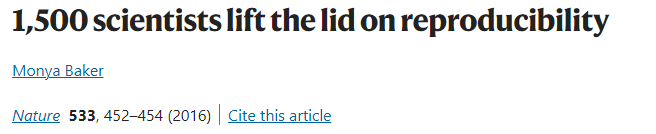 1,500 scientists lift the lid on reproducibility
Monya Baker
Nature 533, 452–454 (2016) | Cite this article